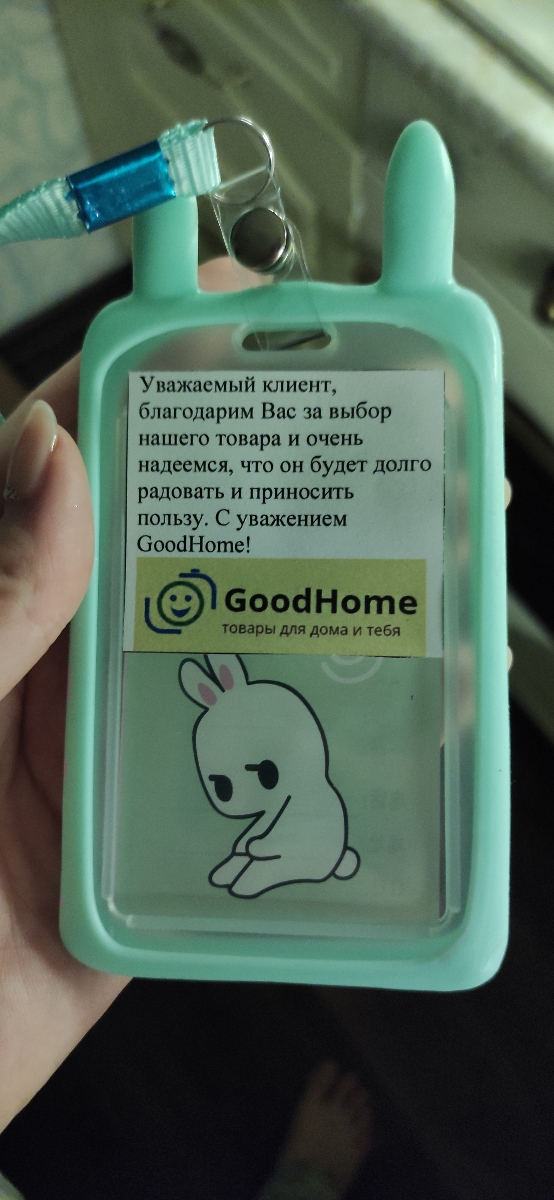 Уважаемый клиент,
благодарим Вас за выбор
нашего товара и очень
надеемся, что он будет долго
радовать и приносить
пользу. С уважением
GoodHome!
GoodHome
товары для дома и тебя